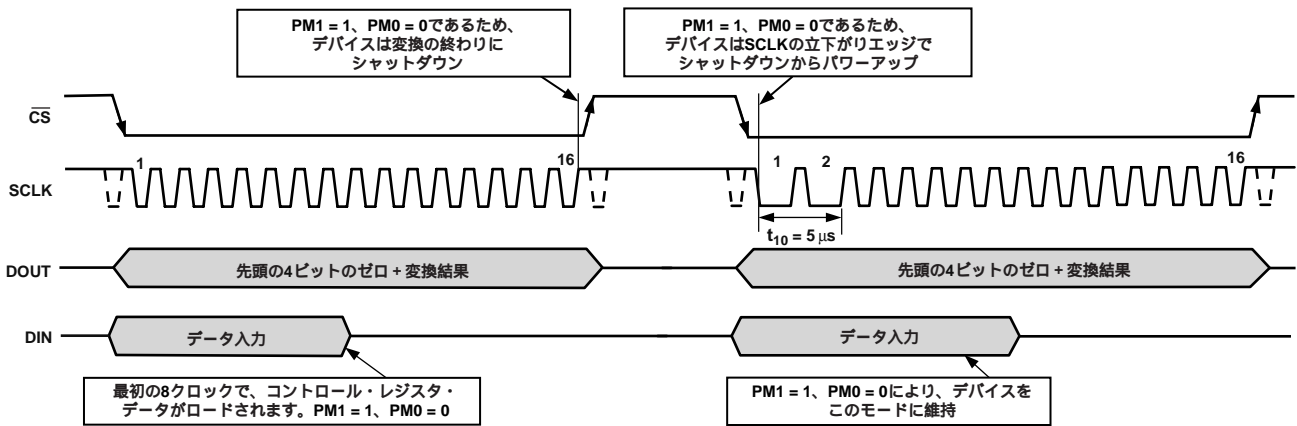 PM1 = 1、PM0 = 0であるため、
デバイスは変換の終わりに
シャットダウン
PM1 = 1、PM0 = 0であるため、
デバイスはSCLKの立下がりエッジで
シャットダウンからパワーアップ
CS
1
16
1
2
16
SCLK
t10 = 5 μs
DOUT
先頭の4ビットのゼロ + 変換結果
先頭の4ビットのゼロ + 変換結果
DIN
データ入力
データ入力
最初の8クロックで、コントロール・レジスタ・
データがロードされます。PM1 = 1、PM0 = 0
PM1 = 1、PM0 = 0により、デバイスを
このモードに維持